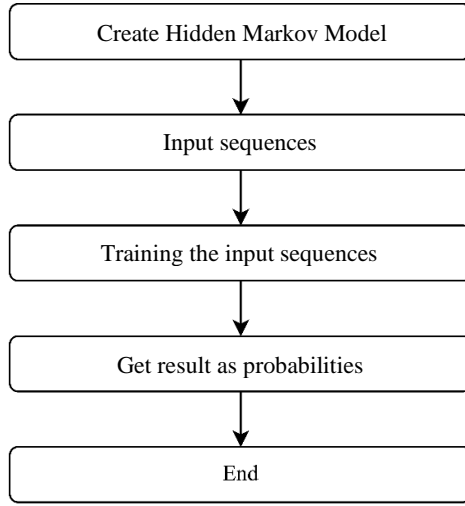 Create Hidden Markov Model
Input sequences
Training the input sequences
Get result as probabilities
End